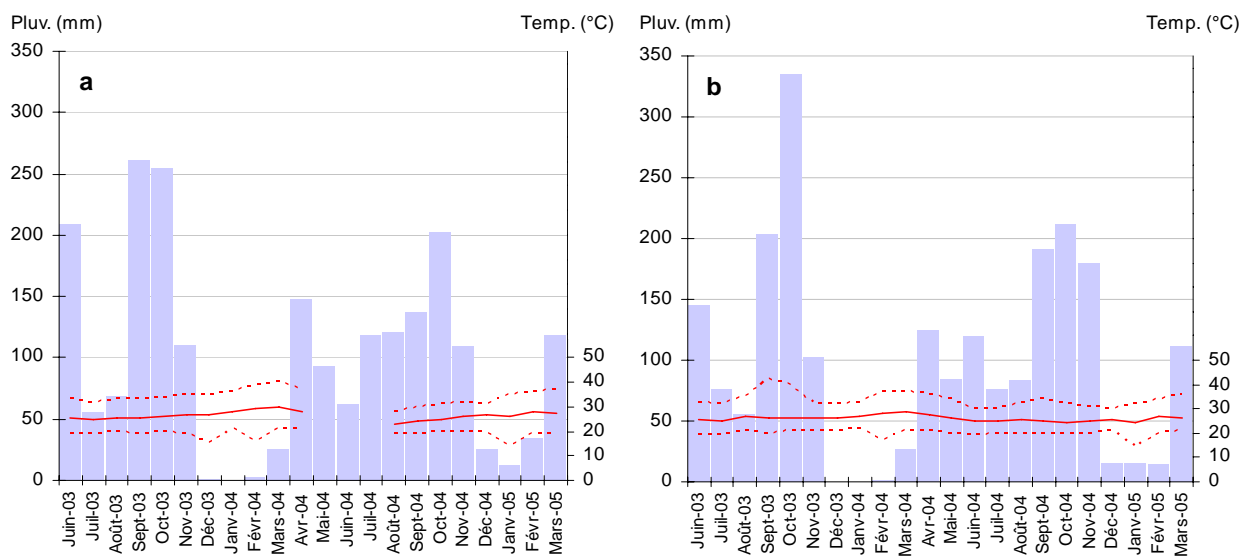 Pluv. (mm) Temp. (°C)
a
350
300
250
200
150
100
50
0
50
40
30
20
10
0
Juin-03
Juil-03
Août-03
Sept-03
Oct-03
Nov-03
Déc-03
Janv-04
Févr-04
Mars-04
Avr-04
Mai-04
Juin-04
Juil-04
Août-04
Sept-04
Oct-04
Nov-04
Déc-04
Janv-05
Févr-05
Mars-05
Pluv. (mm) Temp. (°C)
b
350
300
250
200
150
100
50
0
50
40
30
20
10
0
Juin-03
Juil-03
Août-03
Sept-03
Oct-03
Nov-03
Déc-03
Janv-04
Févr-04
Mars-04
Avr-04
Mai-04
Juin-04
Juil-04
Août-04
Sept-04
Oct-04
Nov-04
Déc-04
Janv-05
Févr-05
Mars-05